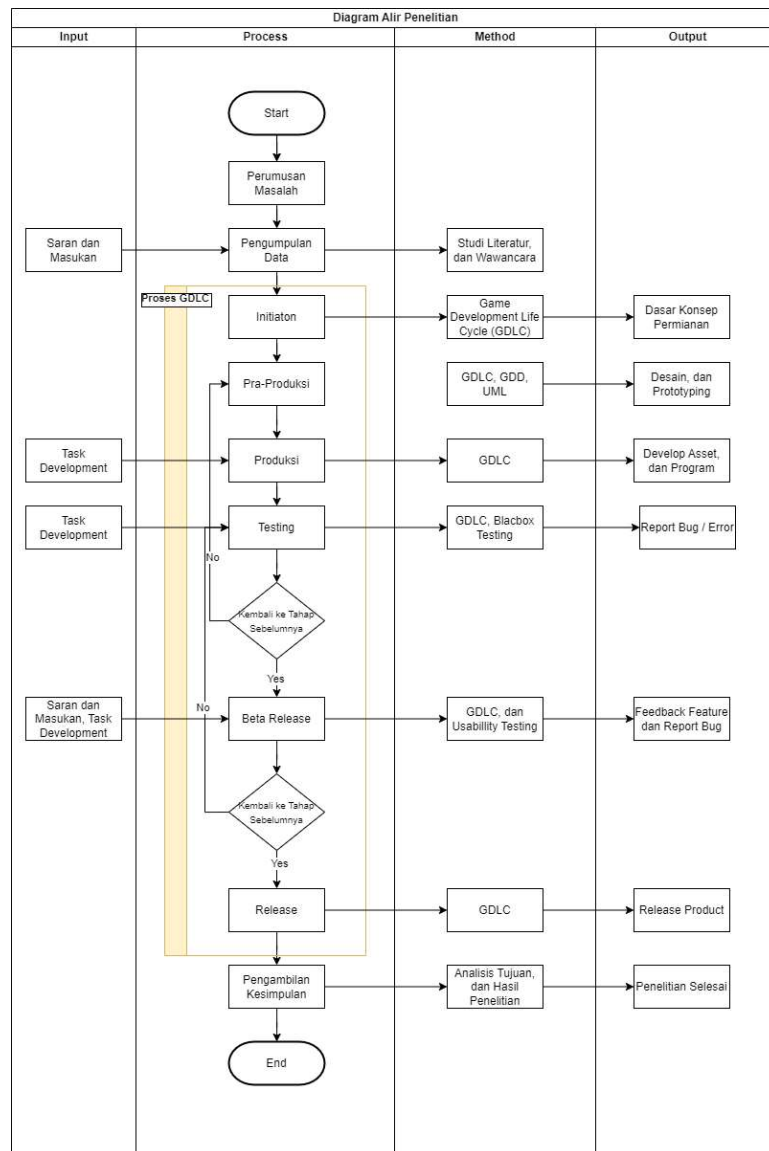 Diagram Alir Penelitian
Input
Process
Method
Output
Start
Perumusan
Masalah
Saran dan
Masukan
Pengumpulan
Data
Studi Literatur,
dan Wawancara
Proses GDLC
Initiaton
Game
Development Life
Cycle (GDLC)
Dasar Konsep
Permianan
Pra-Produksi
GDLC, GDD,
UML
Desain, dan
Prototyping
Task
Development
Produksi
GDLC
Develop Asset,
dan Program
Task
Development
Testing
GDLC, Blacbox
Testing
Report Bug / Error
No
Kembali ke Tahap
Sebelumnya
Yes
Saran dan
Masukan, Task
Development
No
Beta Release
GDLC, dan
Usabillity Testing
Feedback Feature
dan Report Bug
Kembali ke Tahap
Sebelumnya
Yes
Release
GDLC
Release Product
Pengambilan
Kesimpulan
Analisis Tujuan,
dan Hasil
Penelitian
Penelitian Selesai
End